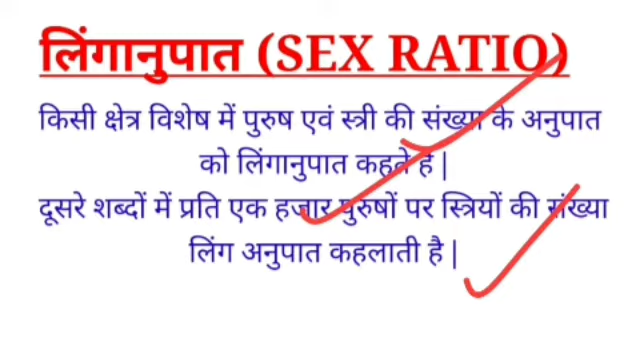 लिंगानुपात (SEX RATIO)
किसी क्षेत्र विशेष में पुरुष एवं स्त्री की संख्या के अनुपात
को लिंगानुपात कहते है |
दूसरे शब्दों में प्रति एक हजार पुरुषों पर स्त्रियों की संख्या
लिंग अनुपात कहलाती है |